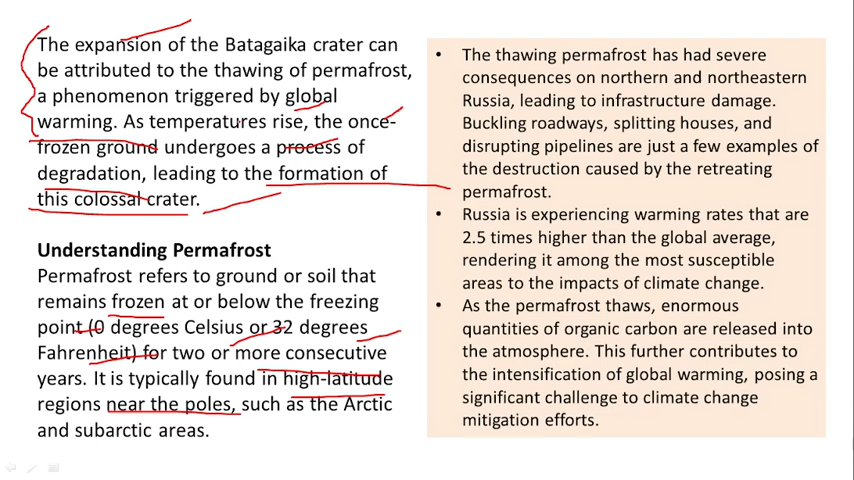 The expansion of the Batagaika crater can
be attributed to the thawing of permafrost,
a phenomenon triggered by global
warming. As temperatures rise, the once-
frozen ground undergoes a process of
degradation, leading to the formation of
this colossal crater.
Understanding Permafrost
Permafrost refers to ground or soil that
remains frozen at or below the freezing
point (0 degrees Celsius or 32 degrees
Fahrenheit) for two or more consecutive
years. It is typically found in high-latitude
regions near the poles, such as the Arctic
and subarctic areas.
• The thawing permafrost has had severe
consequences on northern and northeastern
Russia, leading to infrastructure damage.
Buckling roadways, splitting houses, and
disrupting pipelines are just a few examples of
the destruction caused by the retreating
permafrost.
• Russia is experiencing warming rates that are
2.5 times higher than the global average,
rendering it among the most susceptible
areas to the impacts of climate change.
• As the permafrost thaws, enormous
quantities of organic carbon are released into
the atmosphere. This further contributes to
the intensification of global warming, posing a
significant challenge to climate change
mitigation efforts.